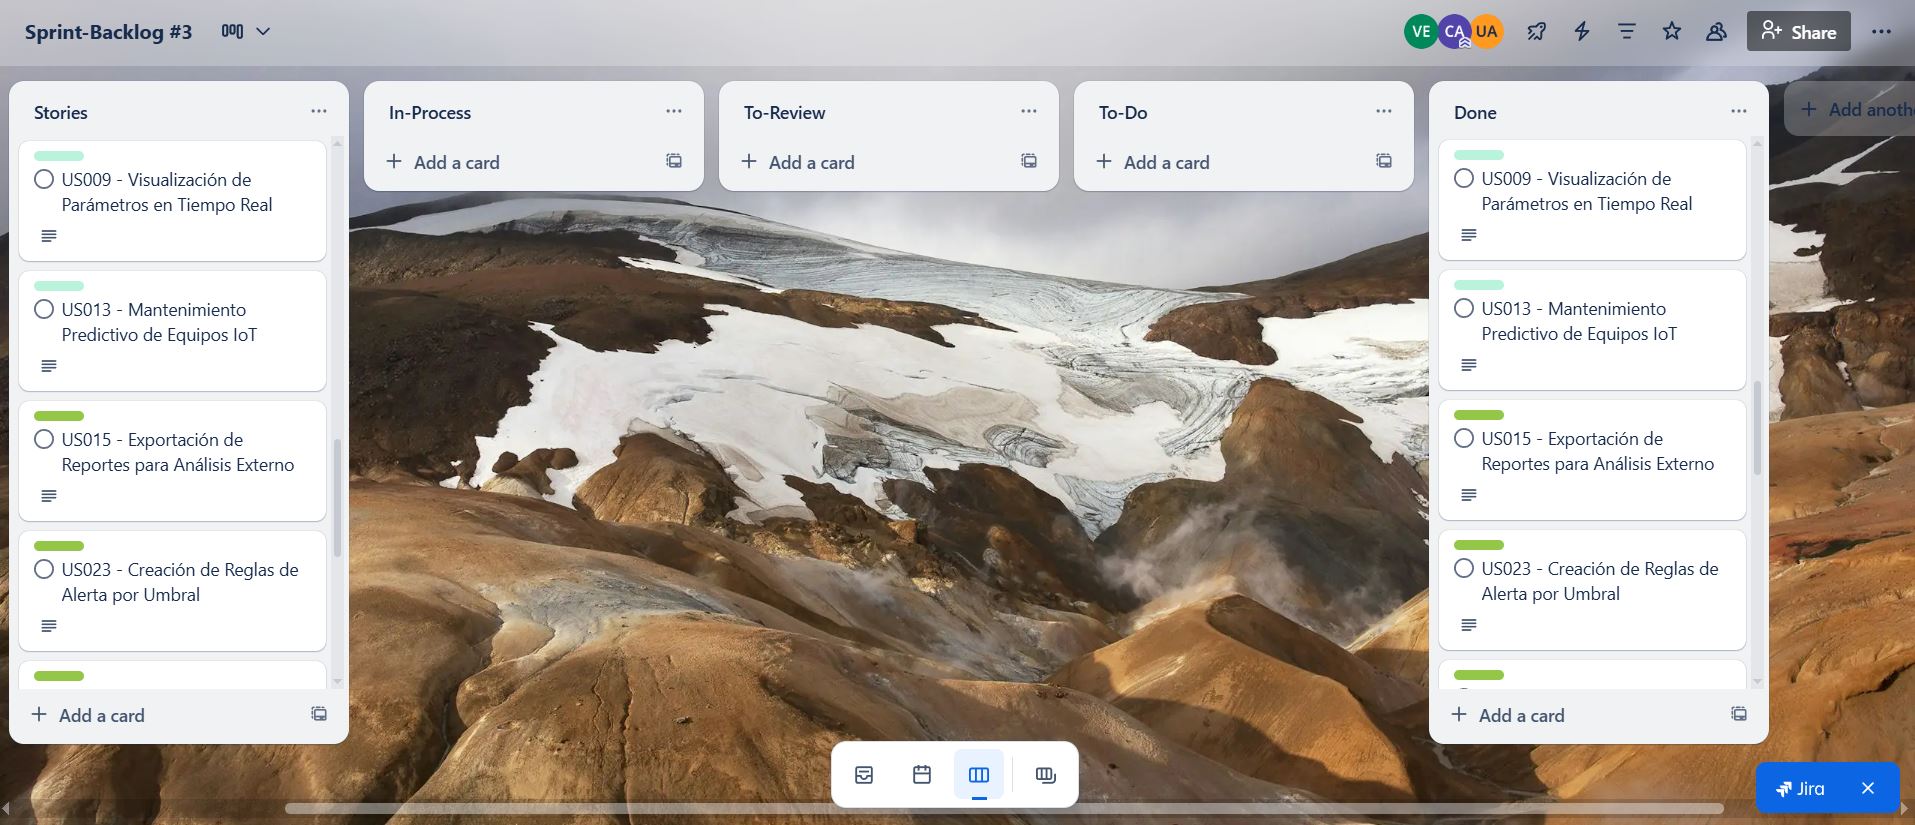 Sprint-Backlog #3
VE
CA
UA
Share
Stories
US009 - Visualización de
Parámetros en Tiempo Real
US013 - Mantenimiento
Predictivo de Equipos IoT
US015 - Exportación de
Reportes para Análisis Externo
US023 - Creación de Reglas de
Alerta por Umbral
Add a card
In-Process
Add a card
To-Review
Add a card
To-Do
Add a card
Done
US009 - Visualización de
Parámetros en Tiempo Real
US013 - Mantenimiento
Predictivo de Equipos IoT
US015 - Exportación de
Reportes para Análisis Externo
US023 - Creación de Reglas de
Alerta por Umbral
Add a card
Add anoth
Jira